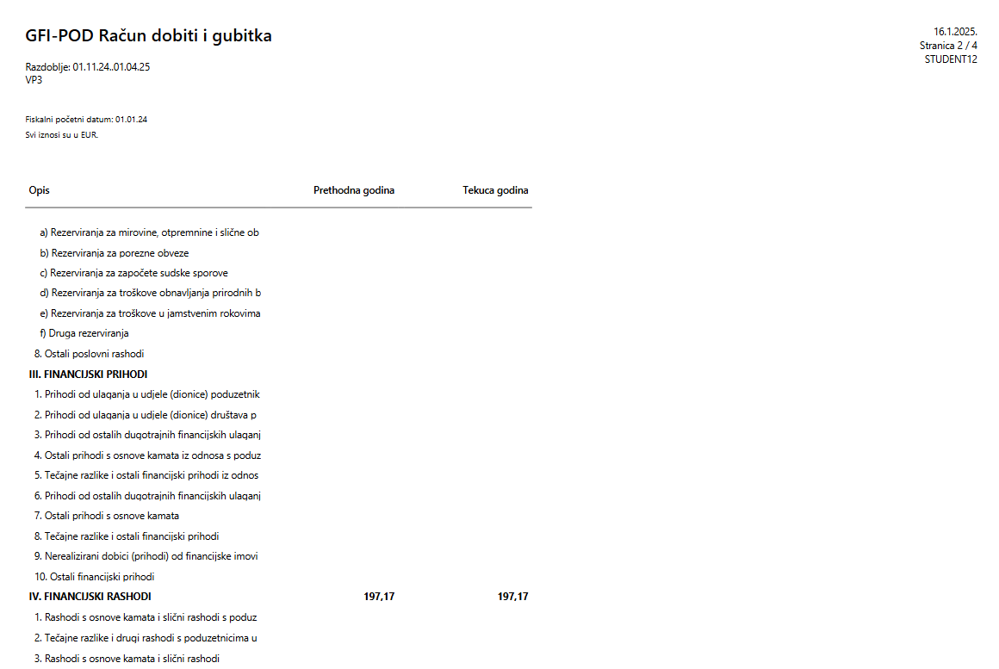 GFI-POD Račun dobiti i gubitka
16.1.2025.
Stranica 2 / 4
STUDENT12
Razdoblje: 01.11.24..01.04.25
VP3
Fiskalni početni datum: 01.01.24
Svi iznosi su u EUR.
Opis Prethodna godina Tekuca godina
a) Rezerviranja za mirovine, otpremnine i slične ob
b) Rezerviranja za porezne obveze
c) Rezerviranja za započete sudske sporove
d) Rezerviranja za troškove obnavljanja prirodnih b
e) Rezerviranja za troškove u jamstvenim rokovima
f) Druga rezerviranja
8. Ostali poslovni rashodi
III. FINANCIJSKI PRIHODI
1. Prihodi od ulaganja u udjele (dionice) poduzetnik
2. Prihodi od ulaganja u udjele (dionice) društava p
3. Prihodi od ostalih dugotrajnih financijskih ulaganj
4. Ostali prihodi s osnove kamata iz odnosa s poduz
5. Tečajne razlike i ostali financijski prihodi iz odnos
6. Prihodi od ostalih dugotrajnih financijskih ulaganj
7. Ostali prihodi s osnove kamata
8. Tečajne razlike i ostali financijski prihodi
9. Nerealizirani dobici (prihodi) od financijske imovi
10. Ostali financijski prihodi
IV. FINANCIJSKI RASHODI 197,17 197,17
1. Rashodi s osnove kamata i slični rashodi s poduz
2. Tečajne razlike i drugi rashodi s poduzetnicima u
3. Rashodi s osnove kamata i slični rashodi